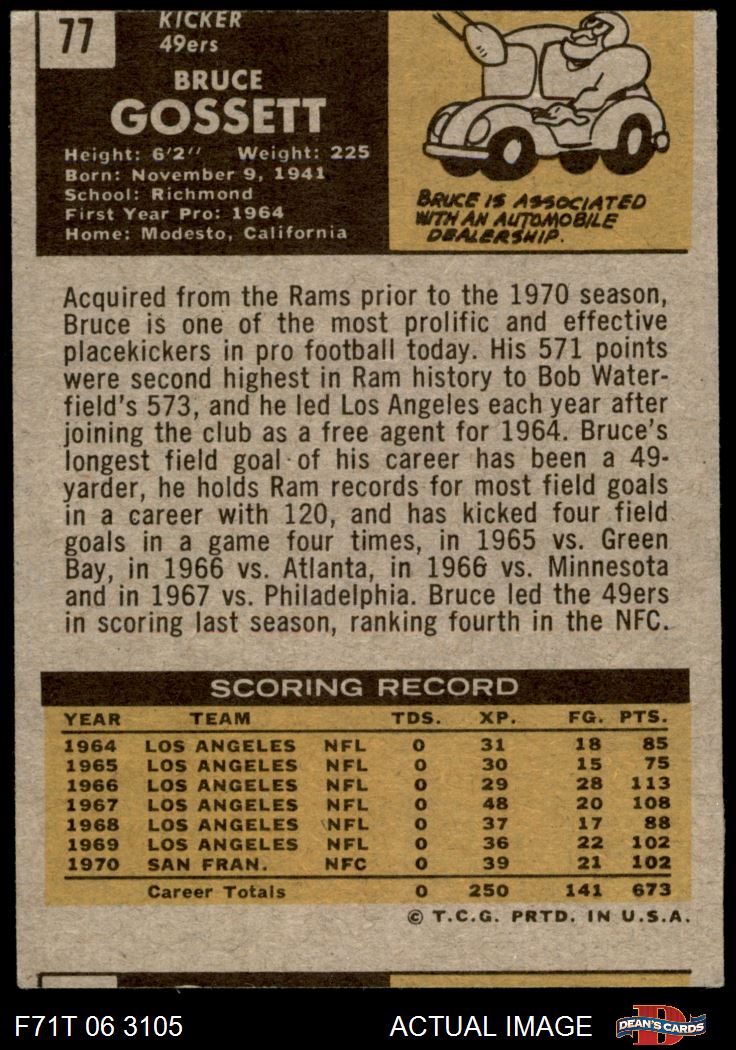 77
KICKER
49ers
BRUCE
GOSSETT
Height: 6'2" Weight: 225
Born: November 9, 1941
School: Richmond
First Year Pro: 1964
Home: Modesto, California
BRUCE IS ASSOCIATED
WITH AN AUTOMOBILE
DEALERSHIP.
Acquired from the Rams prior to the 1970 season,
Bruce is one of the most prolific and effective
placekickers in pro football today. His 571 points
were second highest in Ram history to Bob Water-
field's 573, and he led Los Angeles each year after
joining the club as a free agent for 1964. Bruce's
longest field goal of his career has been a 49-
yarder, he holds Ram records for most field goals
in a career with 120, and has kicked four field
goals in a game four times, in 1965 vs. Green
Bay, in 1966 vs. Atlanta, in 1966 vs. Minnesota
and in 1967 vs. Philadelphia. Bruce led the 49ers
in scoring last season, ranking fourth in the NFC.
SCORING RECORD
YEAR TEAM TDS. XP. FG. PTS.
1964 LOS ANGELES NFL 0 31 18 85
1965 LOS ANGELES NFL 0 30 15 75
1966 LOS ANGELES NFL 0 29 28 113
1967 LOS ANGELES NFL 0 48 20 108
1968 LOS ANGELES NFL 0 37 17 88
1969 LOS ANGELES NFL 0 36 22 102
1970 SAN FRAN. NFC 0 39 21 102
Career Totals 0 250 141 673
© T.C.G. PRTD. IN U.S.A.
F71T 06 3105 ACTUAL IMAGE D DEAN'S CARDS